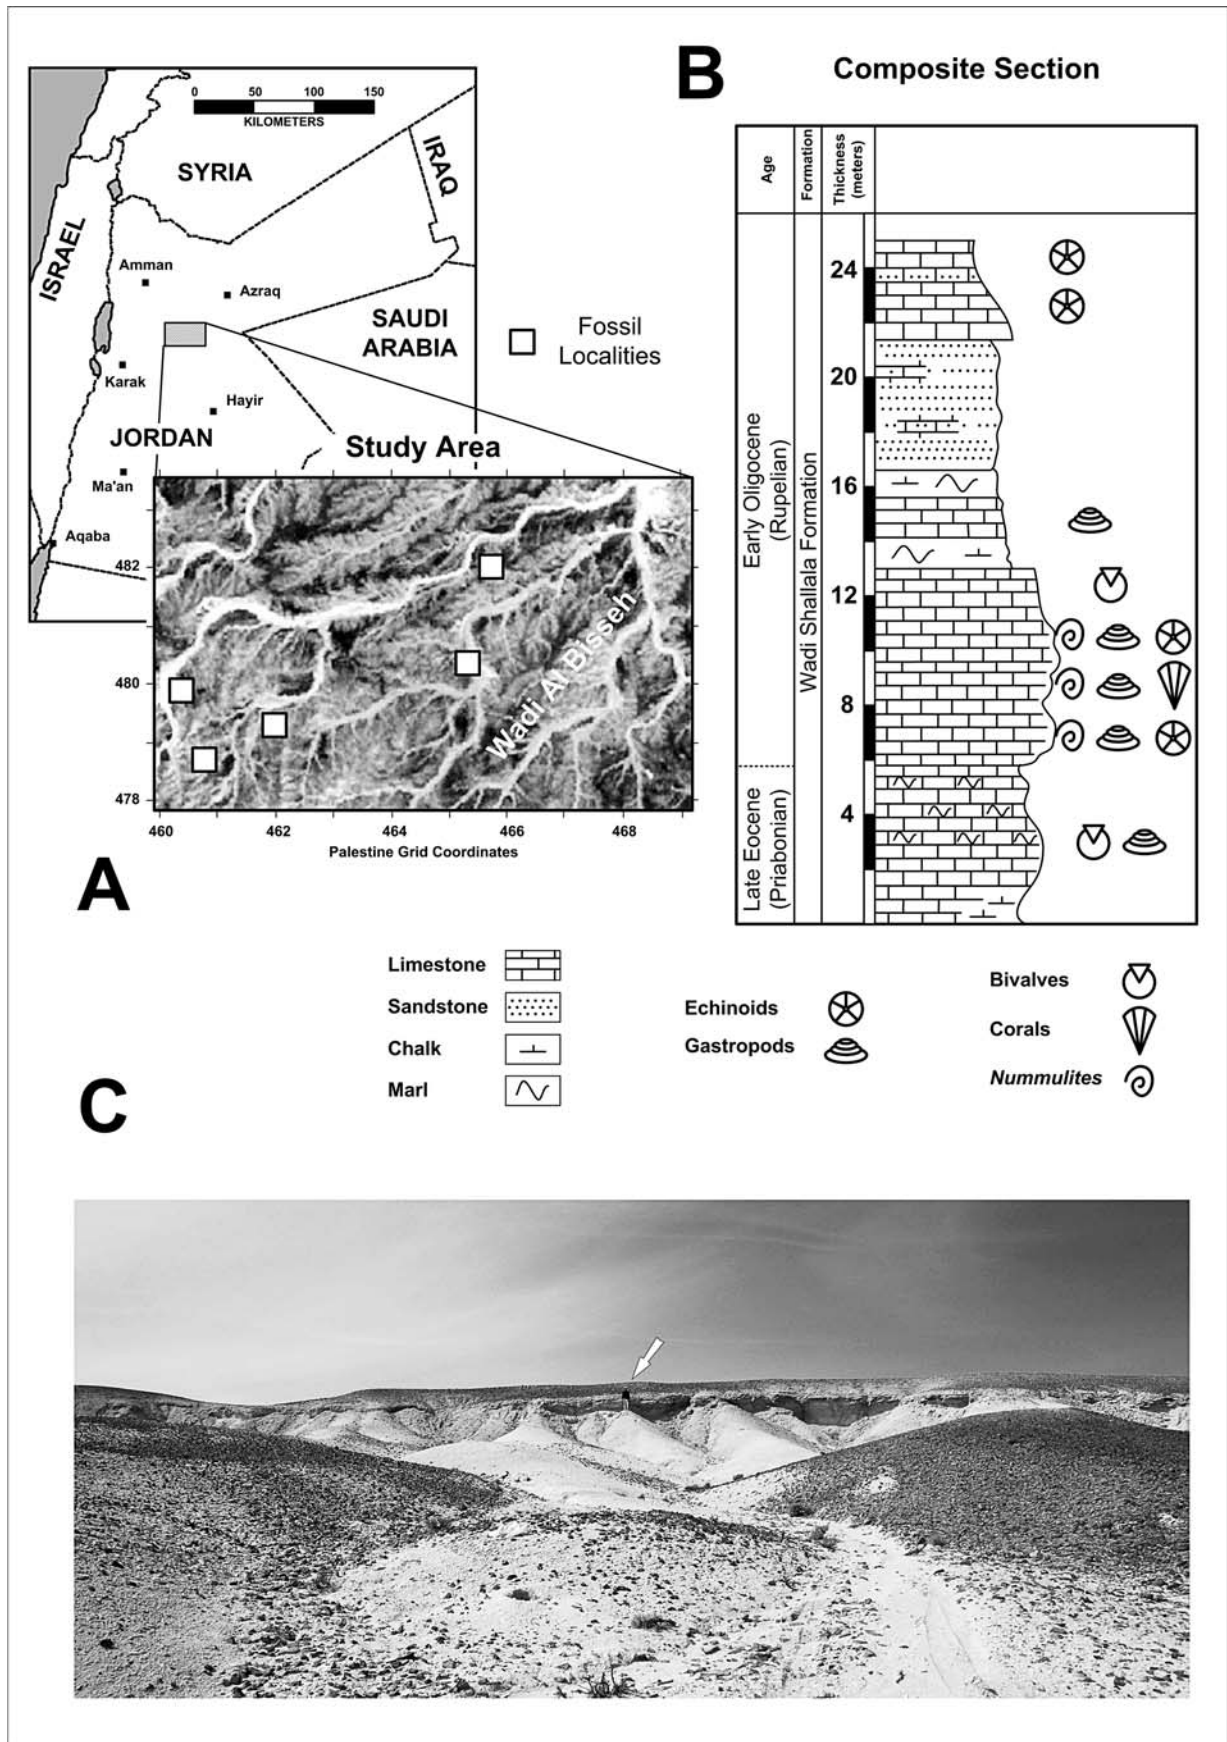 B
Composite Section
0 50 100 150
KILOMETERS
SYRIA
IRAQ
ISRAEL
Amman
Azraq
SAUDI
ARABIA
Karak
Hayir
JORDAN
Ma'an
Aqaba
Fossil
Localities
Study Area
482
480
478
Wadi Al Bisseh
460 462 464 466 468
Palestine Grid Coordinates
A
Age
Formation
Thickness
(meters)
24
20
16
12
8
4
Early Oligocene
(Rupelian)
Late Eocene
(Priabonian)
Wadi Shallala Formation
Limestone
Sandstone
Chalk
Marl
Echinoids
Gastropods
Bivalves
Corals
Nummulites
C